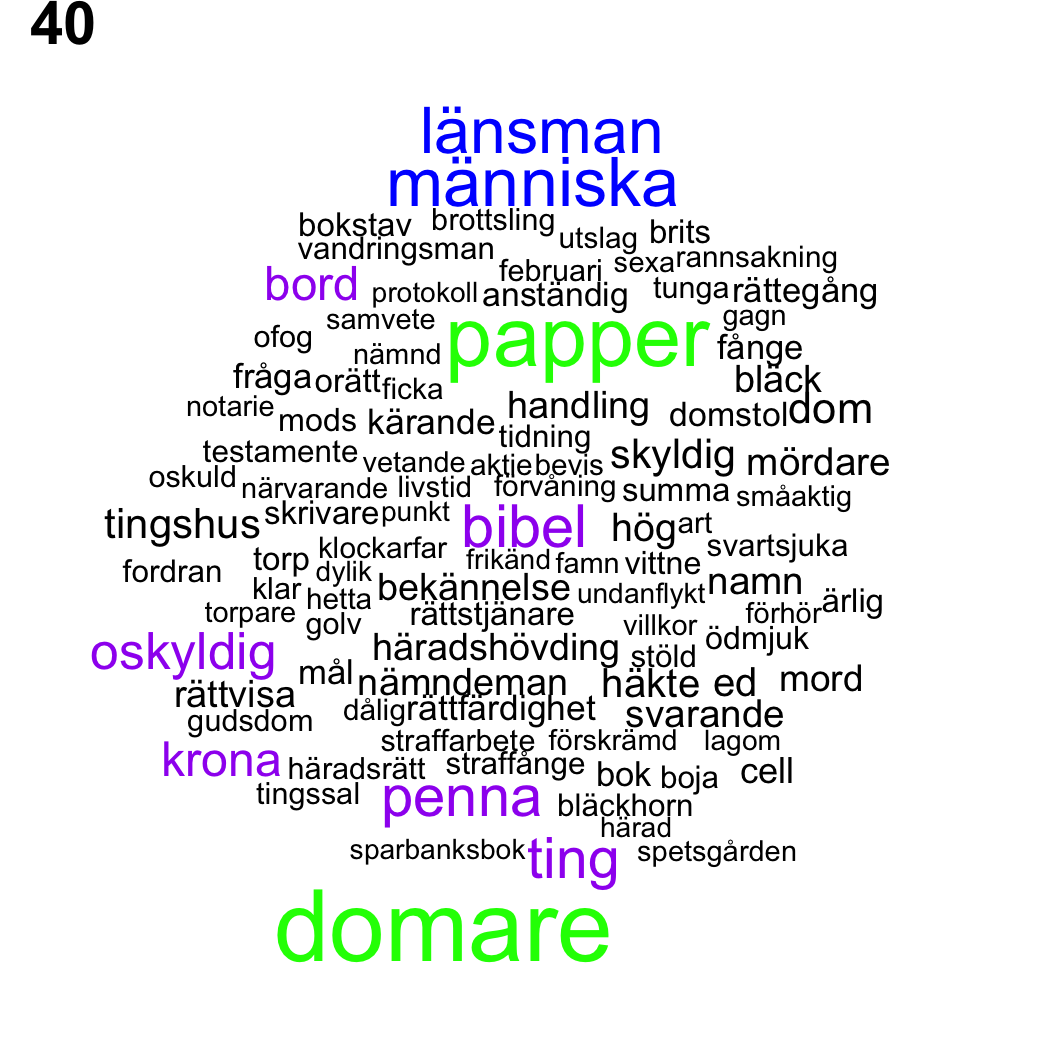 40
länsman
människa
bokstav brottsling utslag brits
vandringsman februari sexa rannsakning
bord protokoll anständig tunga rättegång
ofog samvete papper gagn
nämnd fånge
fråga orätt ficka bläck
notarie mods kärande handling domstol dom
tidning
testamente vetande aktie bevis skyldig mördare
oskuld närvarande livstid förvåning summa småaktig
tingshus skrivare punkt bibel hög art
klockarfar svartsjuka
fordran torp dylik frikänd famn vittne
klar hetta bekännelse undanflykt namn
torpare golv rättstjänare villkor förhör ärlig
oskyldig häradshövding stöld ödmjuk
mål nämndeman häkte ed mord
rättvisa dålig rättfärdighet svarande
gudsdom
straffarbete förskrämd lagom
krona häradsrätt straffånge bok boja cell
tingssal penna bläckhorn
härad
sparbanksbok ting spetsgården
domare